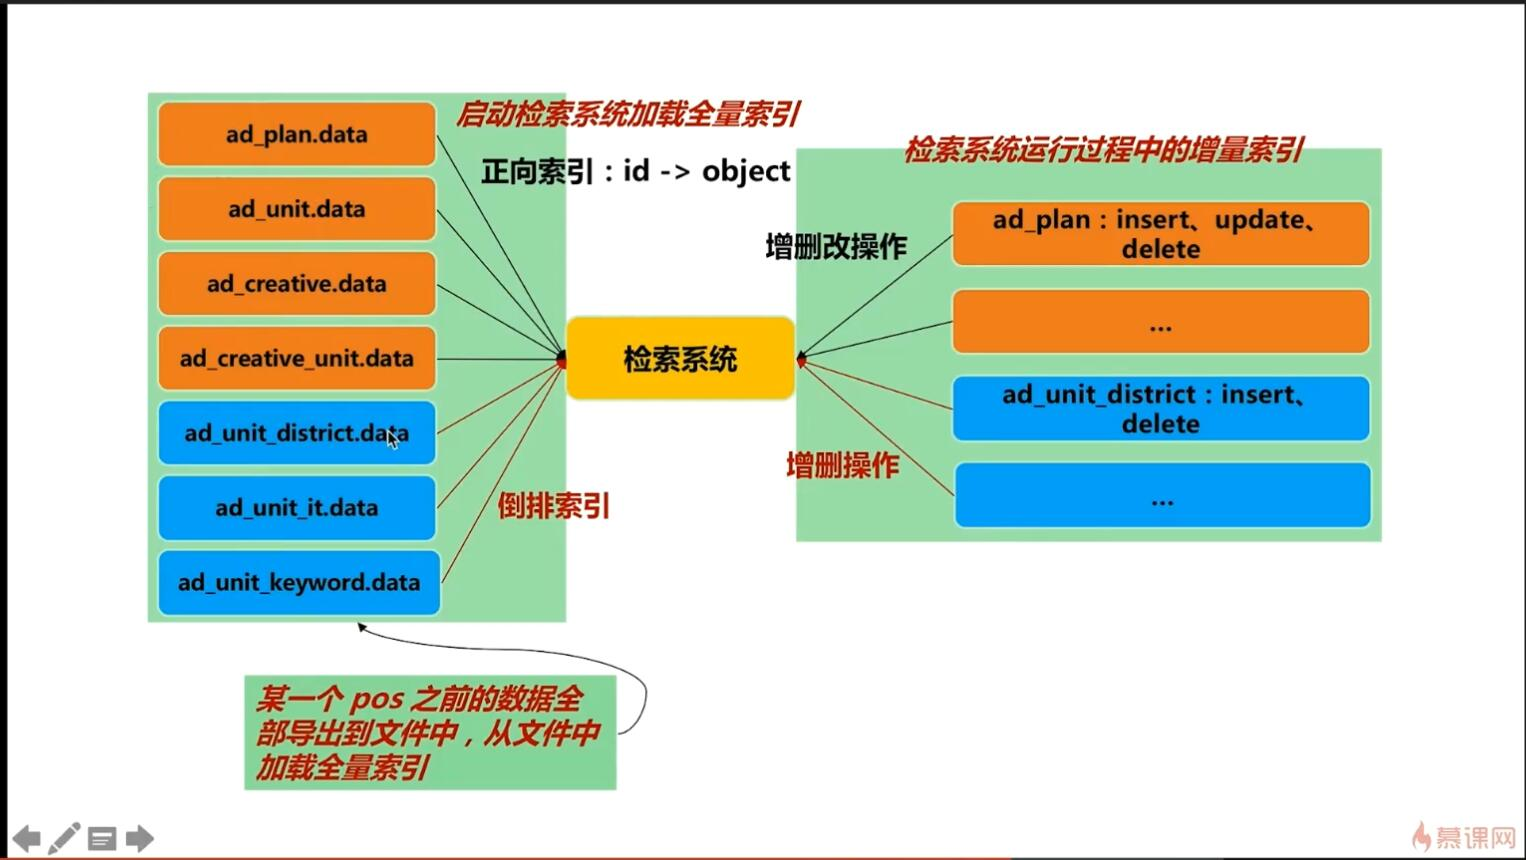 启动检索系统加载全量索引
正向索引：id -> object
ad_plan.data
ad_unit.data
ad_creative.data
ad_creative_unit.data
ad_unit_district.data
ad_unit_it.data
ad_unit_keyword.data
倒排索引
检索系统
检索系统运行过程中的增量索引
增删改操作
ad_plan：insert、update、
delete
...
ad_unit_district：insert、
delete
增删操作
...
某一个 pos 之前的数据全
部导出到文件中，从文件中
加载全量索引
慕课网